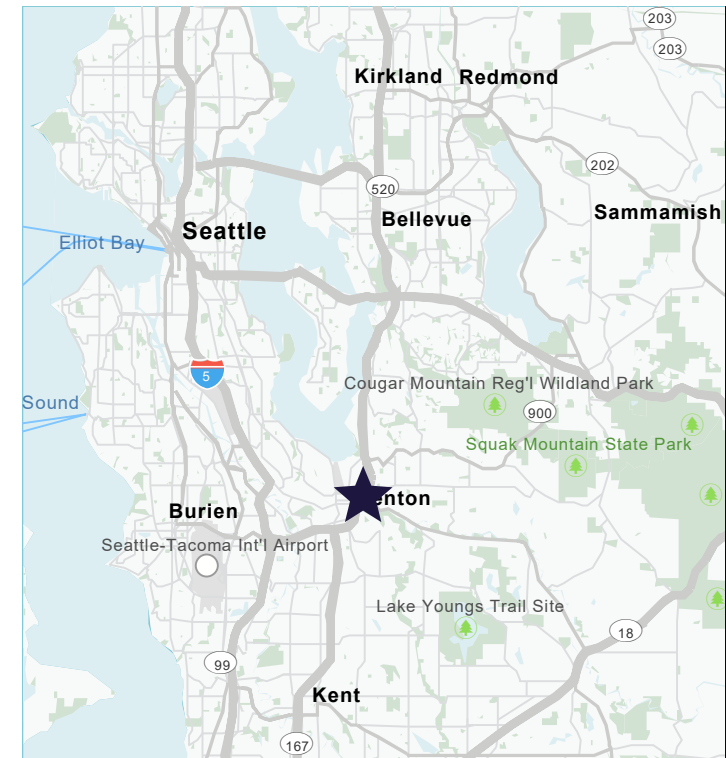 203
203
Kirkland
Redmond
202
520
Sammamish
Bellevue
Seattle
Elliot Bay
5
Cougar Mountain Reg'l Wildland Park
Sound
900
Squak Mountain State Park
enton
Burien
Seattle-Tacoma Int'l Airport
Lake Youngs Trail Site
18
99
Kent
167